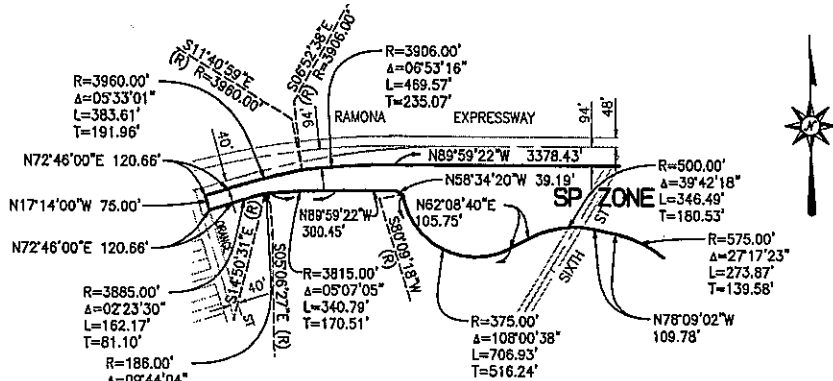 S11°40'59"E
(R) R=3960.00'
S06°52'38"E
(R) R=3906.00'
R=3906.00'
Δ=06°53'16"
L=469.57'
T=235.07'
R=3960.00'
Δ=05°33'01"
L=383.61'
T=191.96'
40'
94'
RAMONA EXPRESSWAY
94'
48'
N72°46'00"E 120.66'
N89°59'22"W 3378.43'
R=500.00'
Δ=39°42'18"
L=346.49'
T=180.53'
N58°34'20"W 39.19'
SP ZONE
N17°14'00"W 75.00'
N62°08'40"E
105.75'
N89°59'22"W
300.45'
N72°46'00"E 120.66'
ORANGE
ST
S14°50'31"E (R)
40'
S05°06'27"E (R)
S80°09'18"W
(R)
SIXTH
ST
R=575.00'
Δ=27°17'23"
L=273.87'
T=139.58'
R=3885.00'
Δ=02°23'30"
L=162.17'
T=81.10'
R=3815.00'
Δ=05°07'05"
L=340.79'
T=170.51'
R=375.00'
Δ=108°00'38"
L=706.93'
T=516.24'
N78°09'02"W
109.78'
R=186.00'
Δ=09°44'04"
N